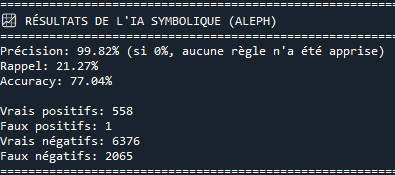 ==================================================
📈 RÉSULTATS DE L'IA SYMBOLIQUE (ALEPH)
==================================================
Précision: 99.82% (si 0%, aucune règle n'a été apprise)
Rappel: 21.27%
Accuracy: 77.04%

Vrais positifs: 558
Faux positifs: 1
Vrais négatifs: 6376
Faux négatifs: 2065
==================================================